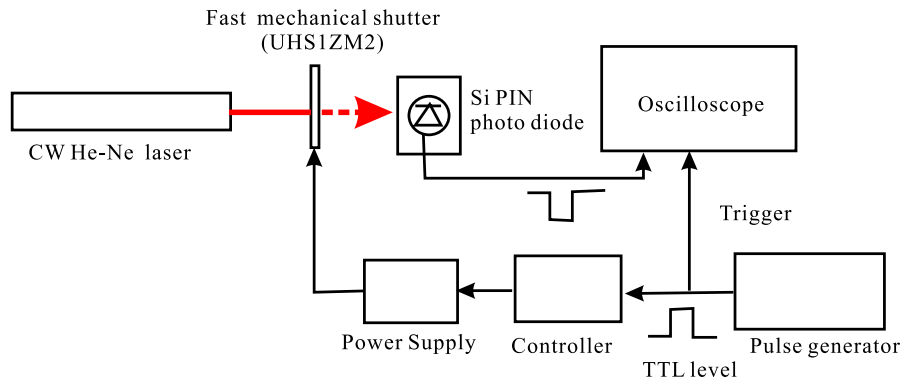 Fast mechanical shutter
(UHS1ZM2)
CW He-Ne laser
Si PIN
photo diode
Oscilloscope
Trigger
Power Supply
Controller
TTL level
Pulse generator